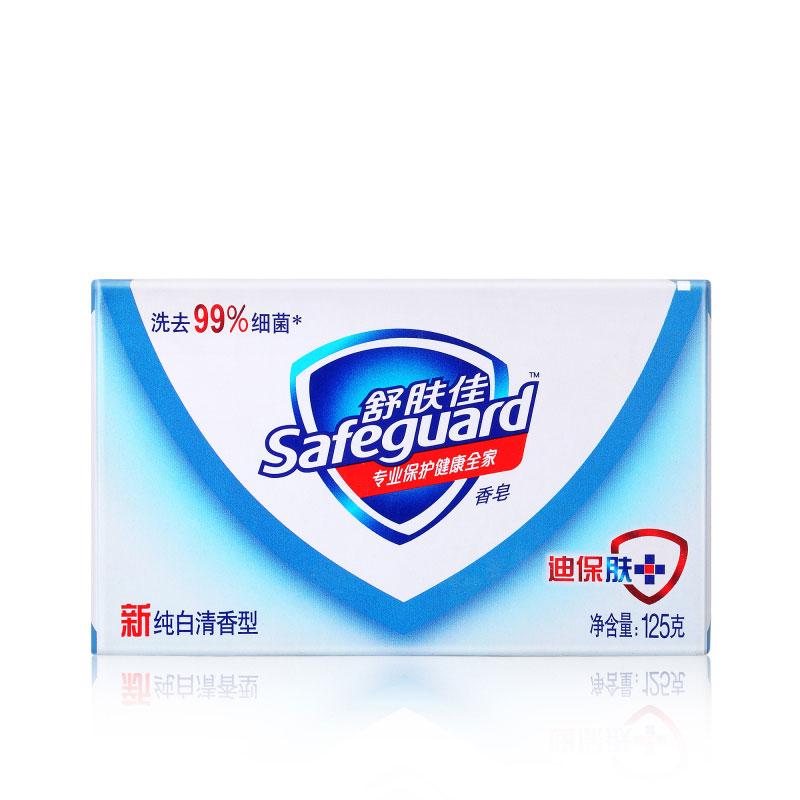 洗去99%细菌*
舒肤佳
Safeguard™
专业保护健康全家
香皂
迪保肤
新纯白清香型
净含量:125克